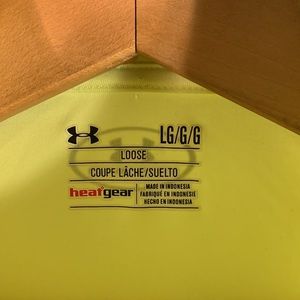 LG/G/G
LOOSE
COUPE LÂCHE/SUELTO
heatgear
MADE IN INDONESIA
FABRIQUÉ EN INDONÉSIE
HECHO EN INDONESIA